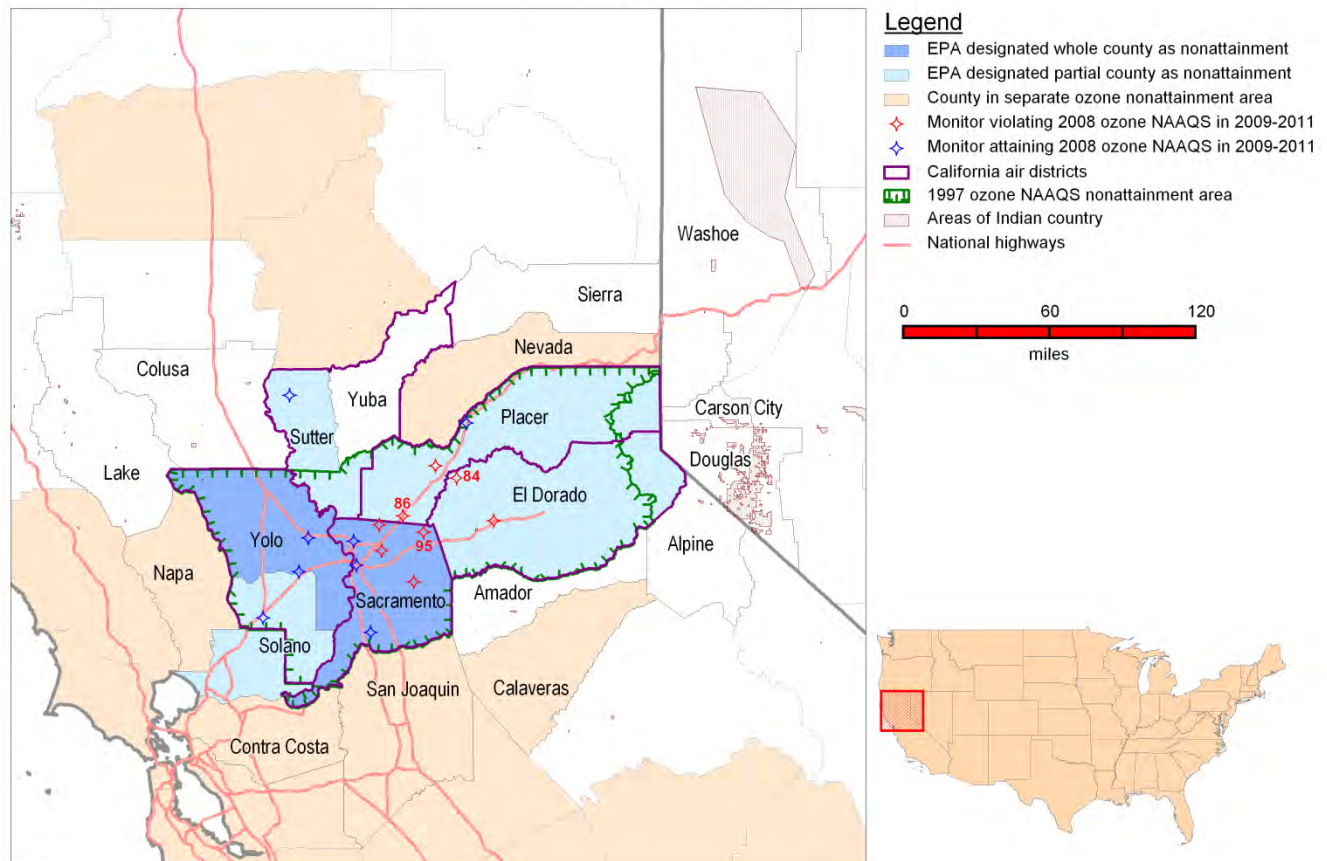 Legend
EPA designated whole county as nonattainment
EPA designated partial county as nonattainment
County in separate ozone nonattainment area
Monitor violating 2008 ozone NAAQS in 2009-2011
Monitor attaining 2008 ozone NAAQS in 2009-2011
California air districts
1997 ozone NAAQS nonattainment area
Areas of Indian country
National highways
0 60 120
miles
Washoe
Sierra
Nevada
Colusa
Yuba
Placer
Carson City
Sutter
Douglas
Lake
84
El Dorado
86
Yolo
95
Alpine
Napa
Amador
Sacramento
Solano
San Joaquin
Calaveras
Contra Costa